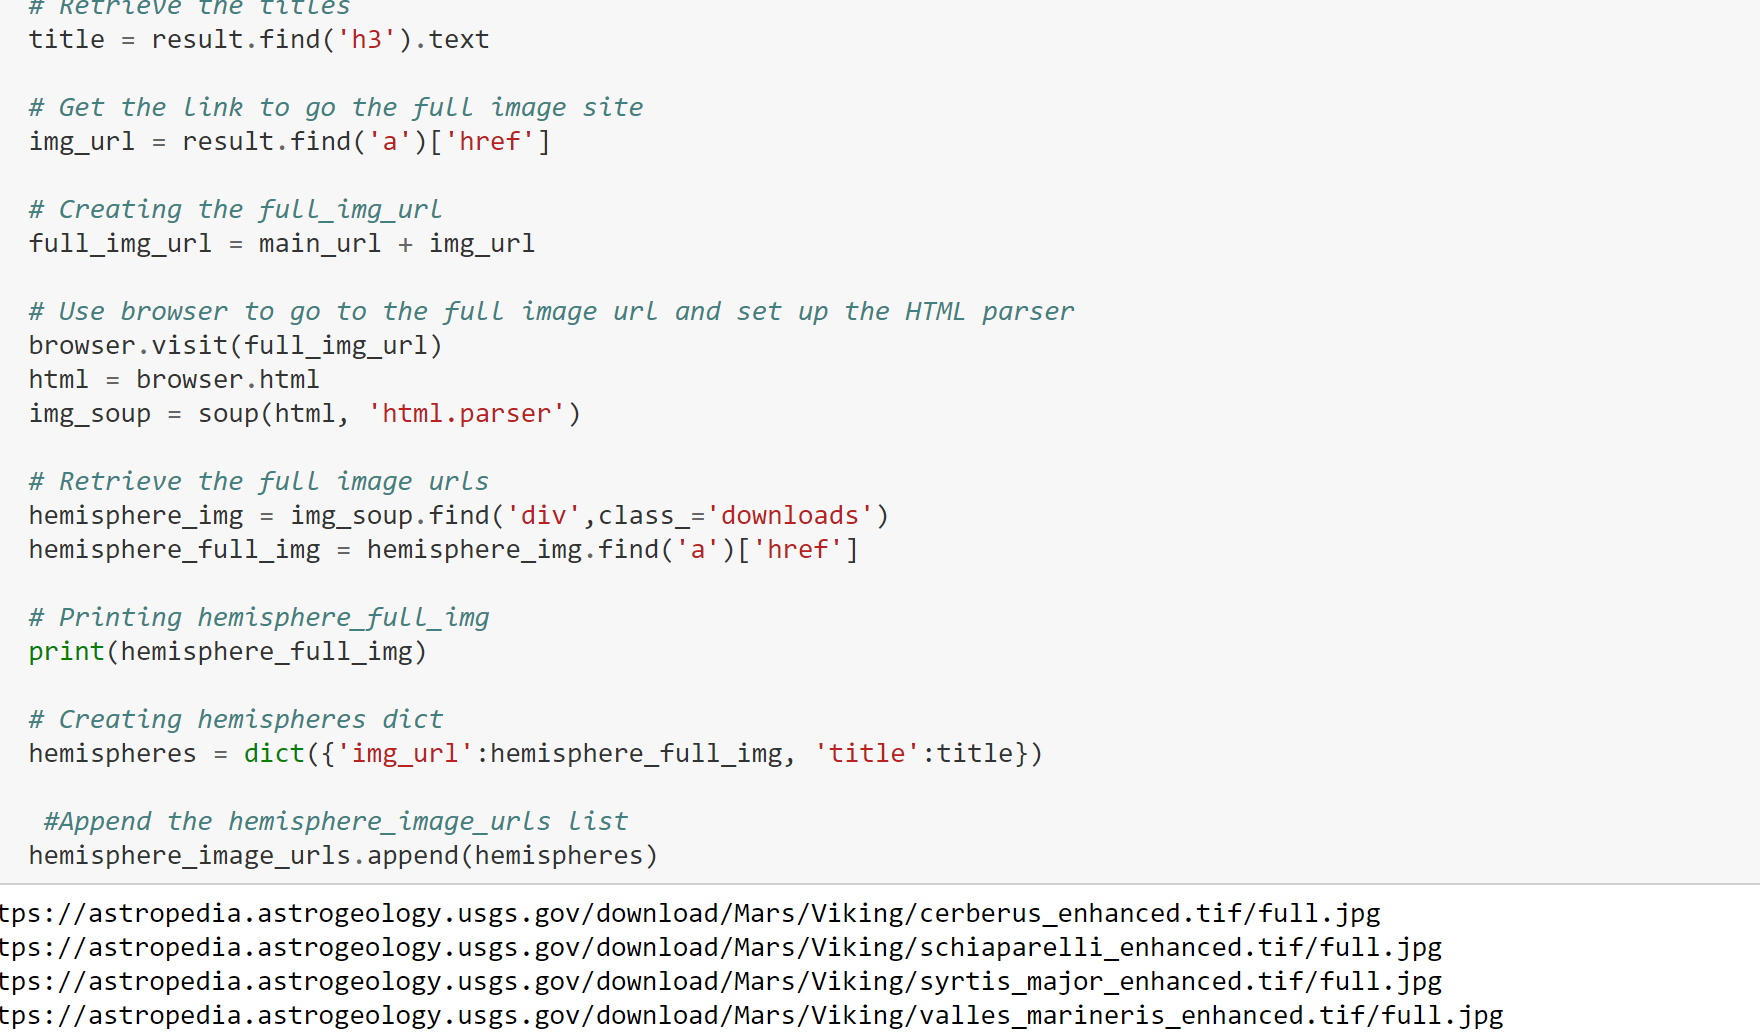 # Retrieve the titles
title = result.find('h3').text
# Get the link to go the full image site
img_url = result.find('a')['href']
# Creating the full_img_url
full_img_url = main_url + img_url
# Use browser to go to the full image url and set up the HTML parser
browser.visit(full_img_url)
html = browser.html
img_soup = soup(html, 'html.parser')
# Retrieve the full image urls
hemisphere_img = img_soup.find('div',class_='downloads')
hemisphere_full_img = hemisphere_img.find('a')['href']
# Printing hemisphere_full_img
print(hemisphere_full_img)
# Creating hemispheres dict
hemispheres = dict({'img_url':hemisphere_full_img, 'title':title})
#Append the hemisphere_image_urls list
hemisphere_image_urls.append(hemispheres)
tps://astropedia.astrogeology.usgs.gov/download/Mars/Viking/cerberus_enhanced.tif/full.jpg
tps://astropedia.astrogeology.usgs.gov/download/Mars/Viking/schiaparelli_enhanced.tif/full.jpg
tps://astropedia.astrogeology.usgs.gov/download/Mars/Viking/syrtis_major_enhanced.tif/full.jpg
tps://astropedia.astrogeology.usgs.gov/download/Mars/Viking/valles_marineris_enhanced.tif/full.jpg